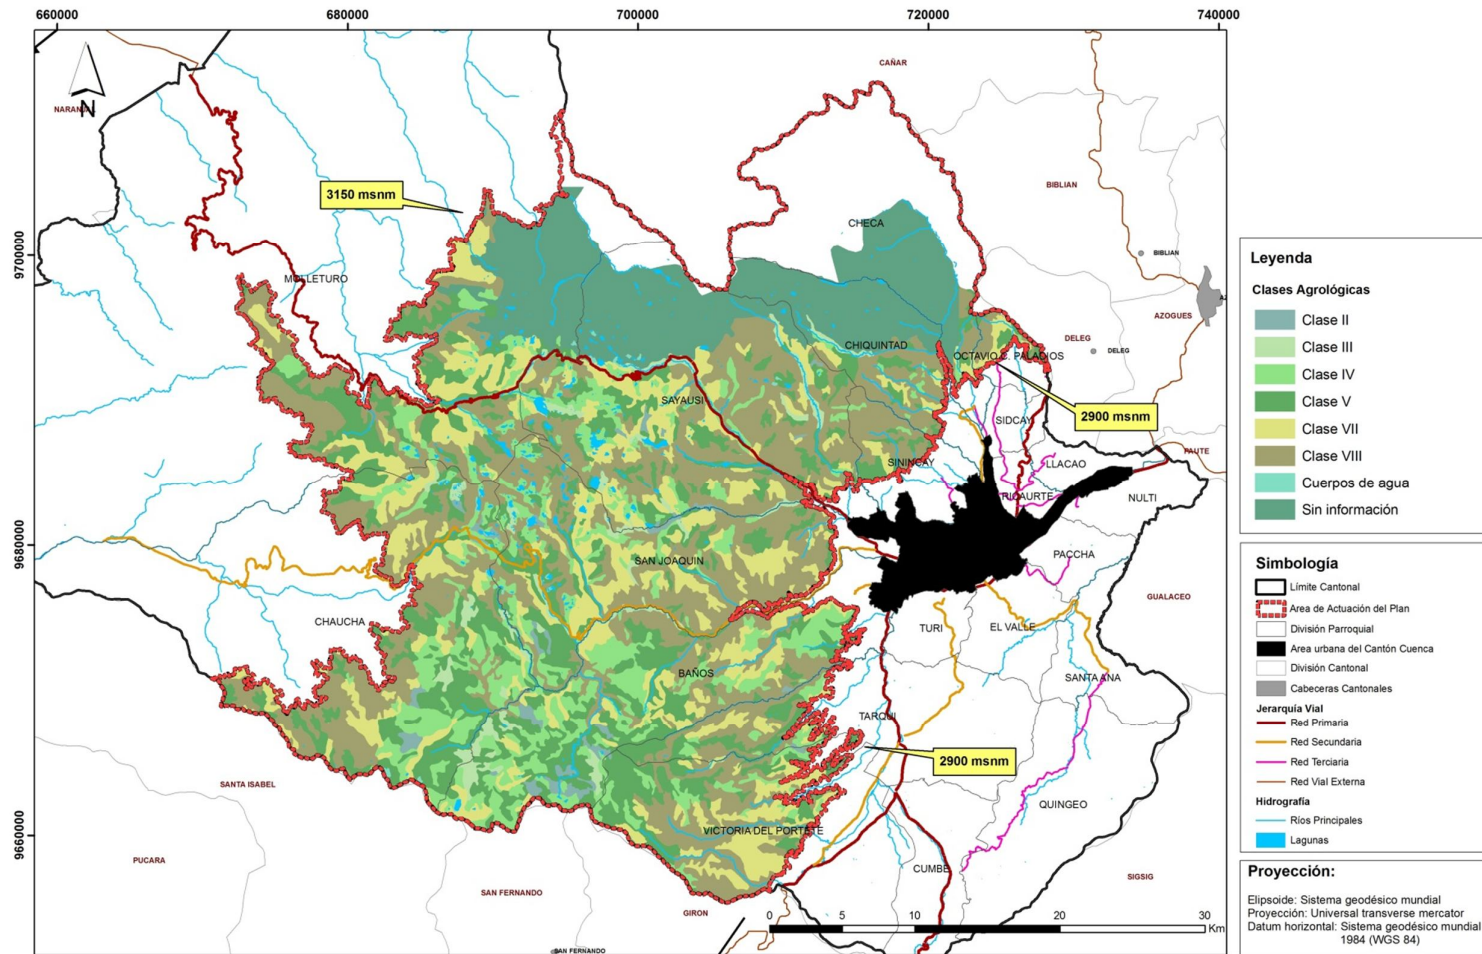 660000
680000
700000
720000
740000
CAÑAR
N
3150 msnm
BIBLIAN
CHECA
BIBLIAN
9700000
MOLLETURO
AZOGUES
CHIQUINTAD
DELEG
DELEG
OCTAVIO C. PALADIOS
SAYAUSI
2900 msnm
SIDCAY
SININCAY
LLACAO
PAUTE
RICAURTE
NULTI
9680000
SAN JOAQUIN
PACCHA
GUALACEO
CHAUCHA
TURI
EL VALLE
BAÑOS
SANTA ANA
TARQUI
2900 msnm
SANTA ISABEL
QUINGEO
9660000
VICTORIA DEL PORTETE
PUCARA
CUMBE
SIGSIG
SAN FERNANDO
GIRON
0 5 10 20 30
Km
SAN FERNANDO
Leyenda
Clases Agrológicas
Clase II
Clase III
Clase IV
Clase V
Clase VII
Clase VIII
Cuerpos de agua
Sin información
Simbología
Límite Cantonal
Area de Actuación del Plan
División Parroquial
Area urbana del Cantón Cuenca
División Cantonal
Cabeceras Cantonales
Jerarquía Vial
Red Primaria
Red Secundaria
Red Terciaria
Red Vial Externa
Hidrografía
Ríos Principales
Lagunas
Proyección:
Elipsoide: Sistema geodésico mundial
Proyección: Universal transverse mercator
Datum horizontal: Sistema geodésico mundial
1984 (WGS 84)